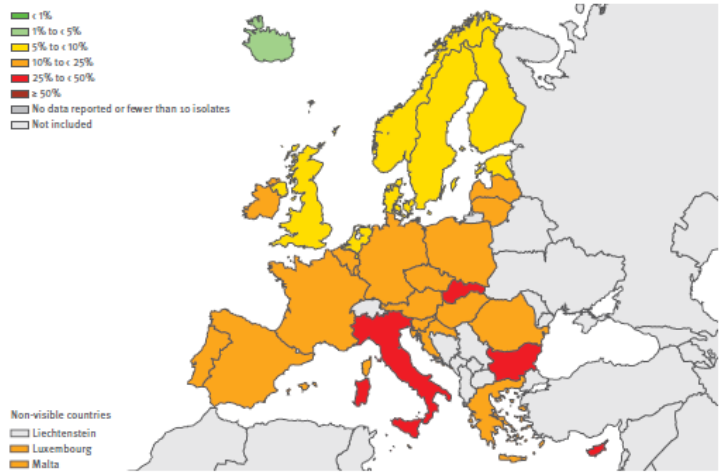 < 1%
1% to < 5%
5% to < 10%
10% to < 25%
25% to < 50%
≥ 50%
No data reported or fewer than 10 isolates
Not included
Non-visible countries
Liechtenstein
Luxembourg
Malta